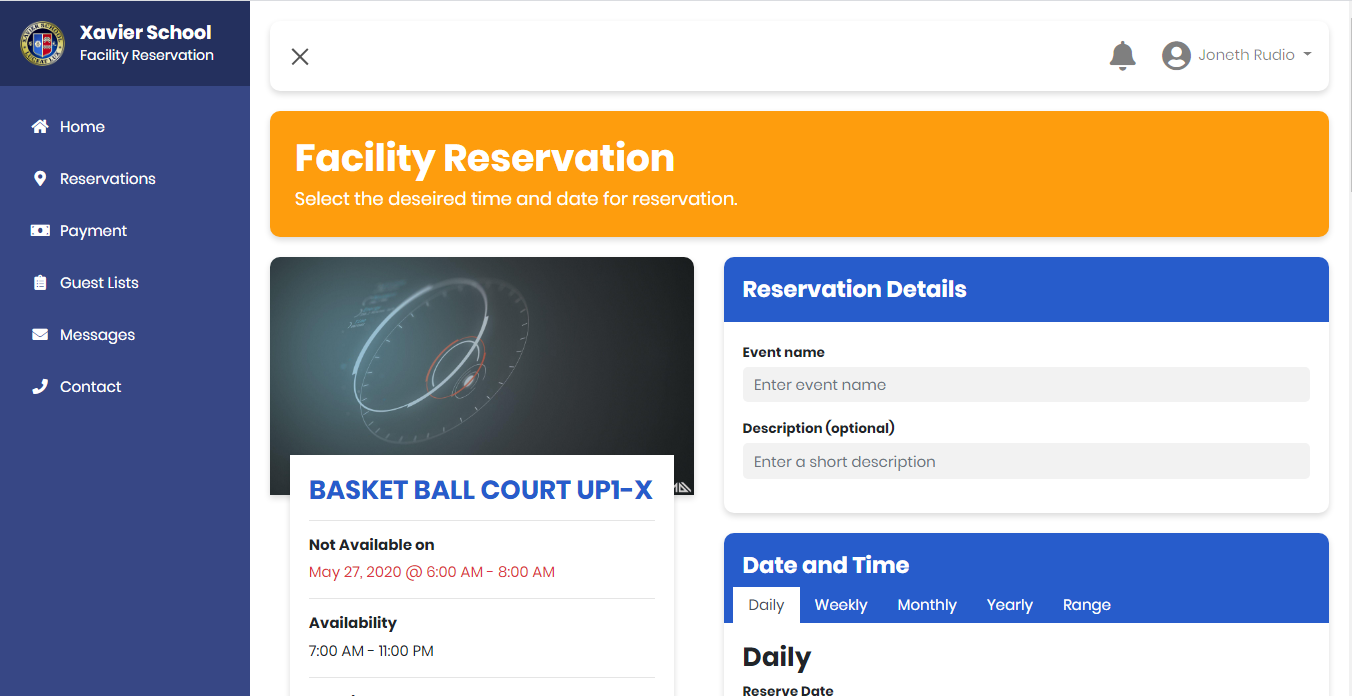 Xavier School
Facility Reservation
Home
Reservations
Payment
Guest Lists
Messages
Contact
Joneth Rudio
Facility Reservation
Select the deseired time and date for reservation.
BASKET BALL COURT UP1-X
Not Available on
May 27, 2020 @ 6:00 AM - 8:00 AM
Availability
7:00 AM - 11:00 PM
Reservation Details
Event name
Enter event name
Description (optional)
Enter a short description
Date and Time
Daily Weekly Monthly Yearly Range
Daily
Reserve Date